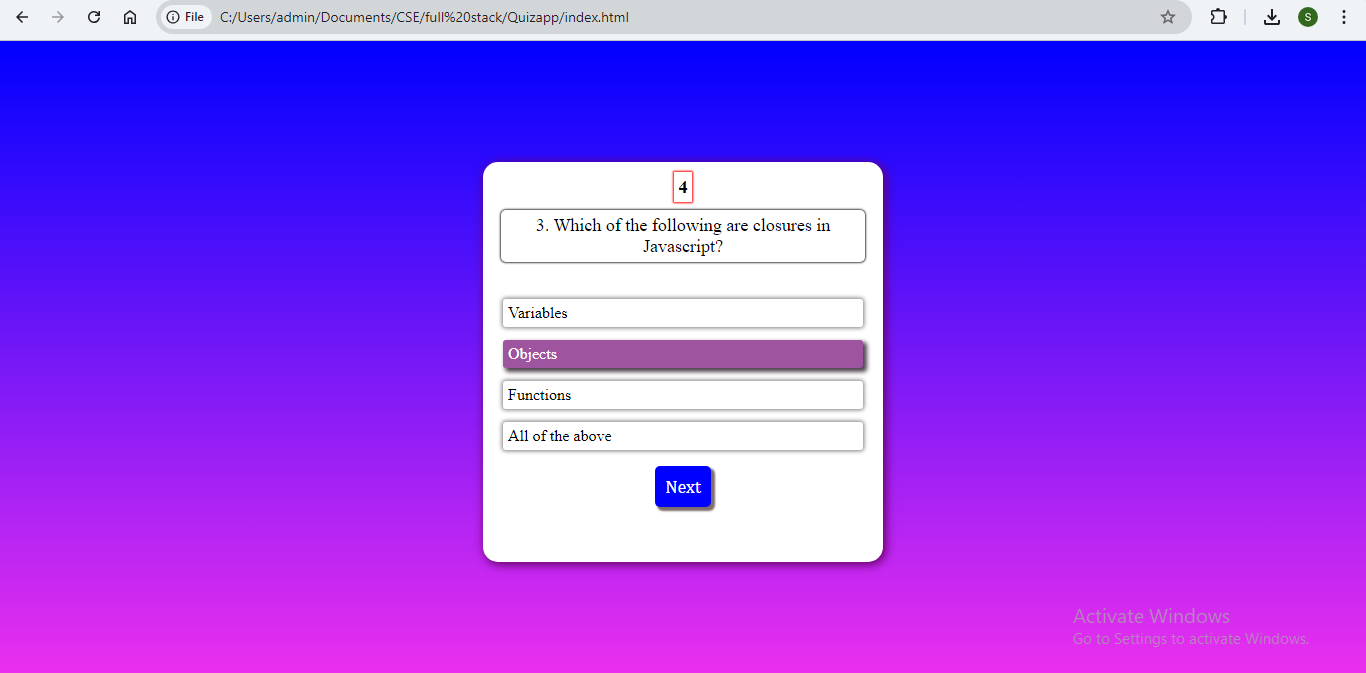 File
C:/Users/admin/Documents/CSE/full%20stack/Quizapp/index.html
S
4
3. Which of the following are closures in
Javascript?
Variables
Objects
Functions
All of the above
Next
Activate Windows
Go to Settings to activate Windows.